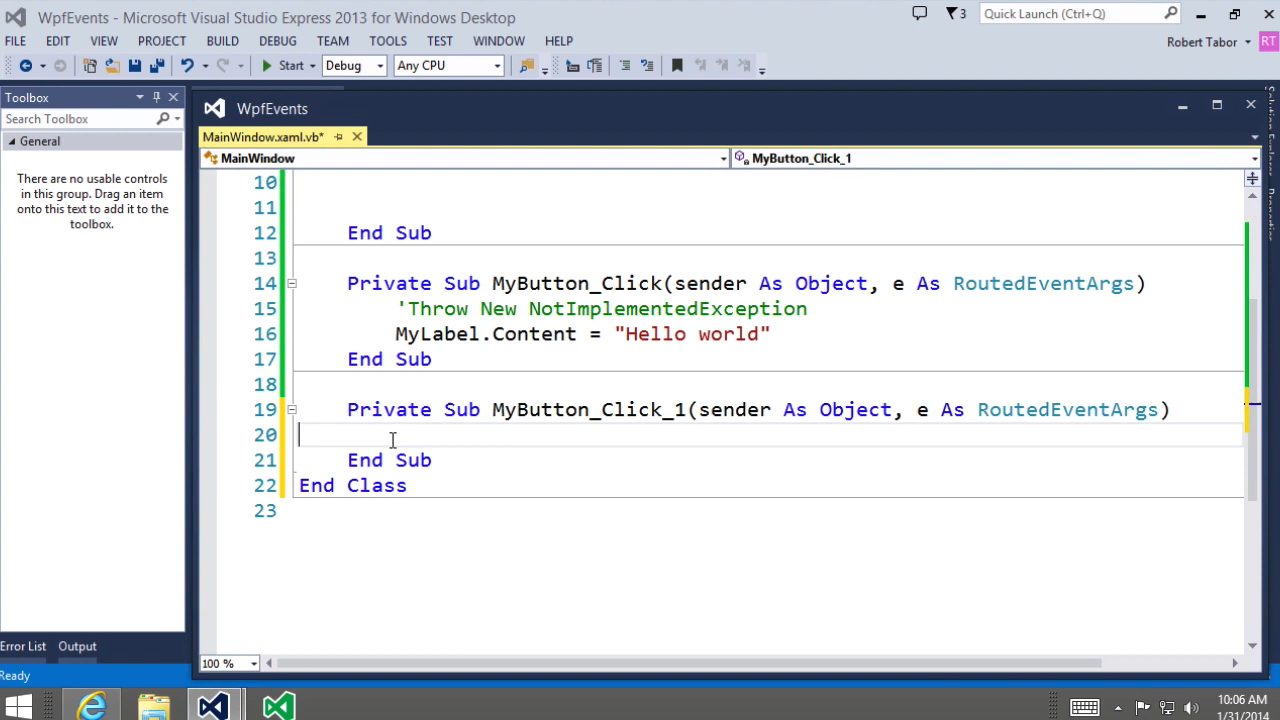 WpfEvents - Microsoft Visual Studio Express 2013 for Windows Desktop
3
Quick Launch (Ctrl+Q)
FILE EDIT VIEW PROJECT BUILD DEBUG TEAM TOOLS TEST WINDOW HELP
Robert Tabor
RT
Start
Debug
Any CPU
Toolbox
Search Toolbox
General
There are no usable controls
in this group. Drag an item
onto this text to add it to the
toolbox.
WpfEvents
MainWindow.xaml.vb*
MainWindow
MyButton_Click_1
10
11
12 End Sub
13
14 Private Sub MyButton_Click(sender As Object, e As RoutedEventArgs)
15 'Throw New NotImplementedException
16 MyLabel.Content = "Hello world"
17 End Sub
18
19 Private Sub MyButton_Click_1(sender As Object, e As RoutedEventArgs)
20
21 End Sub
22 End Class
23
100 %
Solution Explorer
Properties
Error List Output
Ready
10:06 AM
1/31/2014